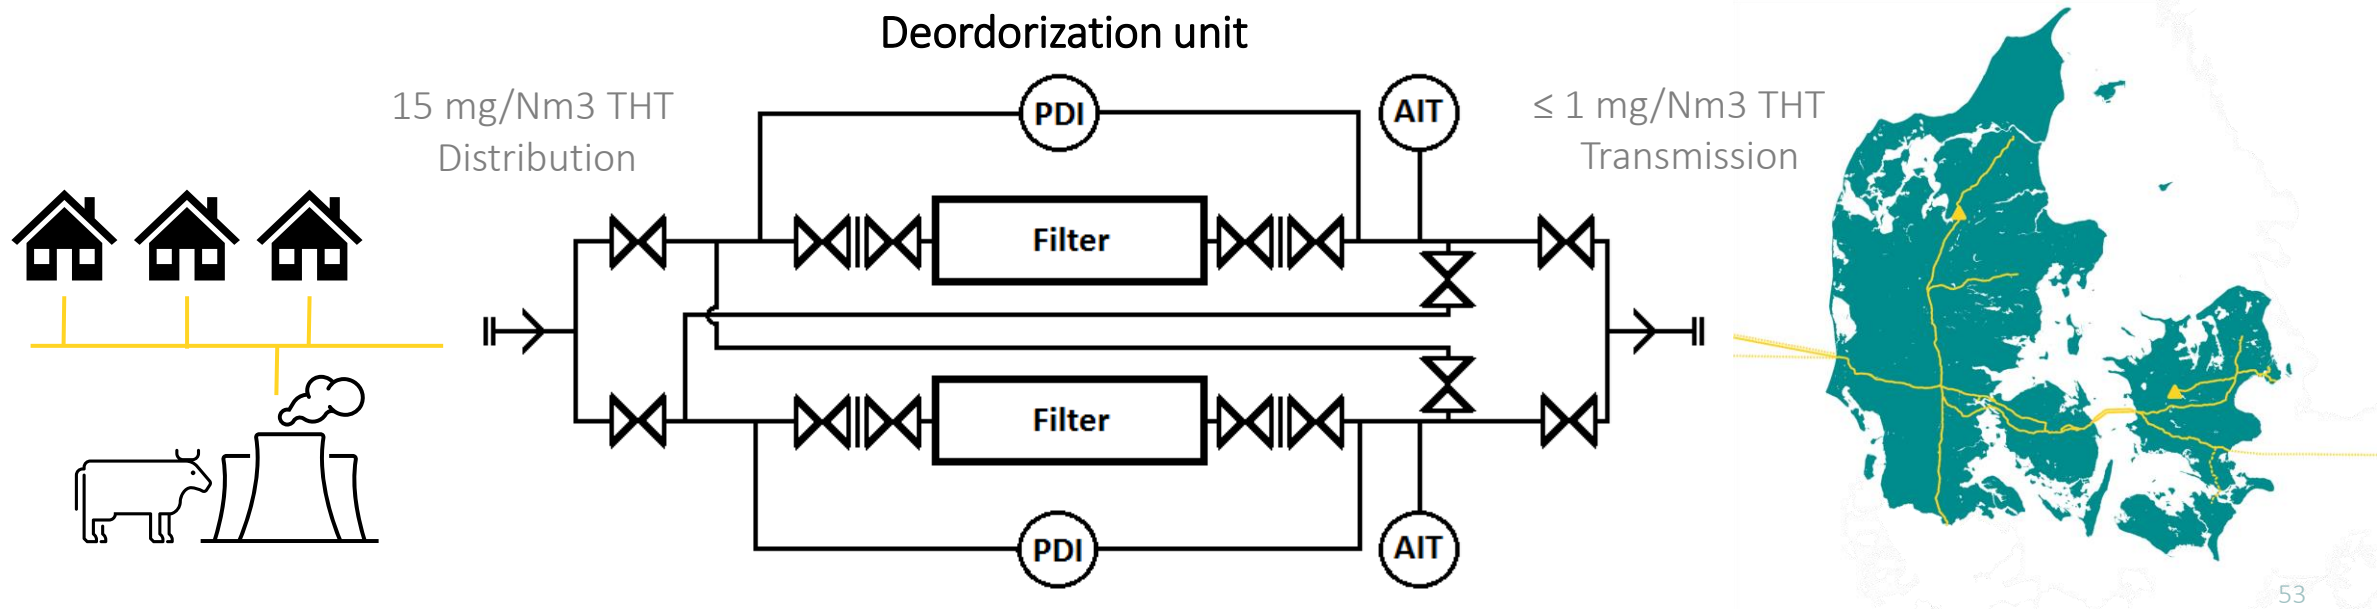 Deordorization unit
15 mg/Nm3 THT
Distribution
PDI
AIT
≤ 1 mg/Nm3 THT
Transmission
Filter
Filter
PDI
AIT
53